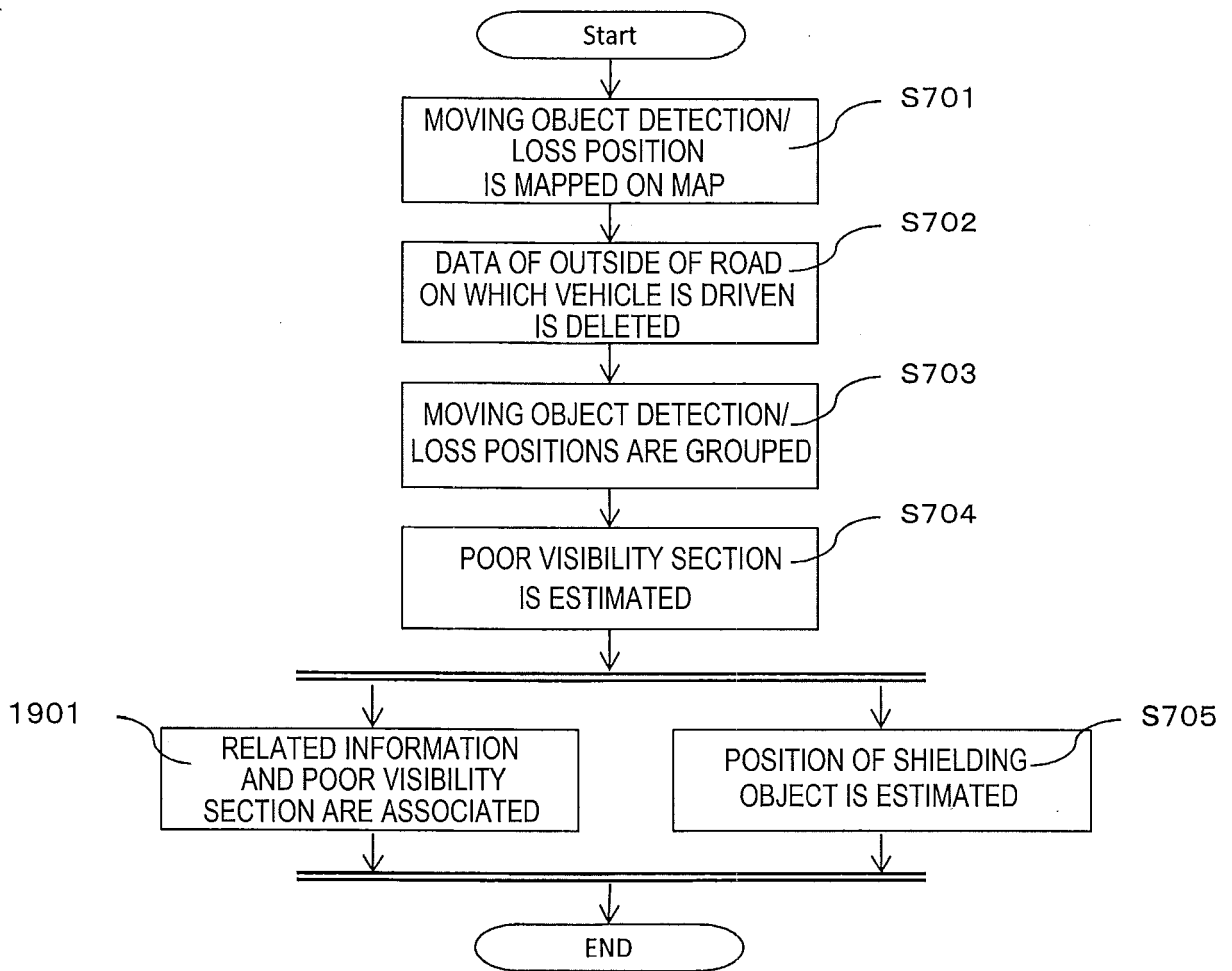 Start
S701
MOVING OBJECT DETECTION/
LOSS POSITION
IS MAPPED ON MAP
S702
DATA OF OUTSIDE OF ROAD
ON WHICH VEHICLE IS DRIVEN
IS DELETED
S703
MOVING OBJECT DETECTION/
LOSS POSITIONS ARE GROUPED
S704
POOR VISIBILITY SECTION
IS ESTIMATED
1901
RELATED INFORMATION
AND POOR VISIBILITY
SECTION ARE ASSOCIATED
S705
POSITION OF SHIELDING
OBJECT IS ESTIMATED
END